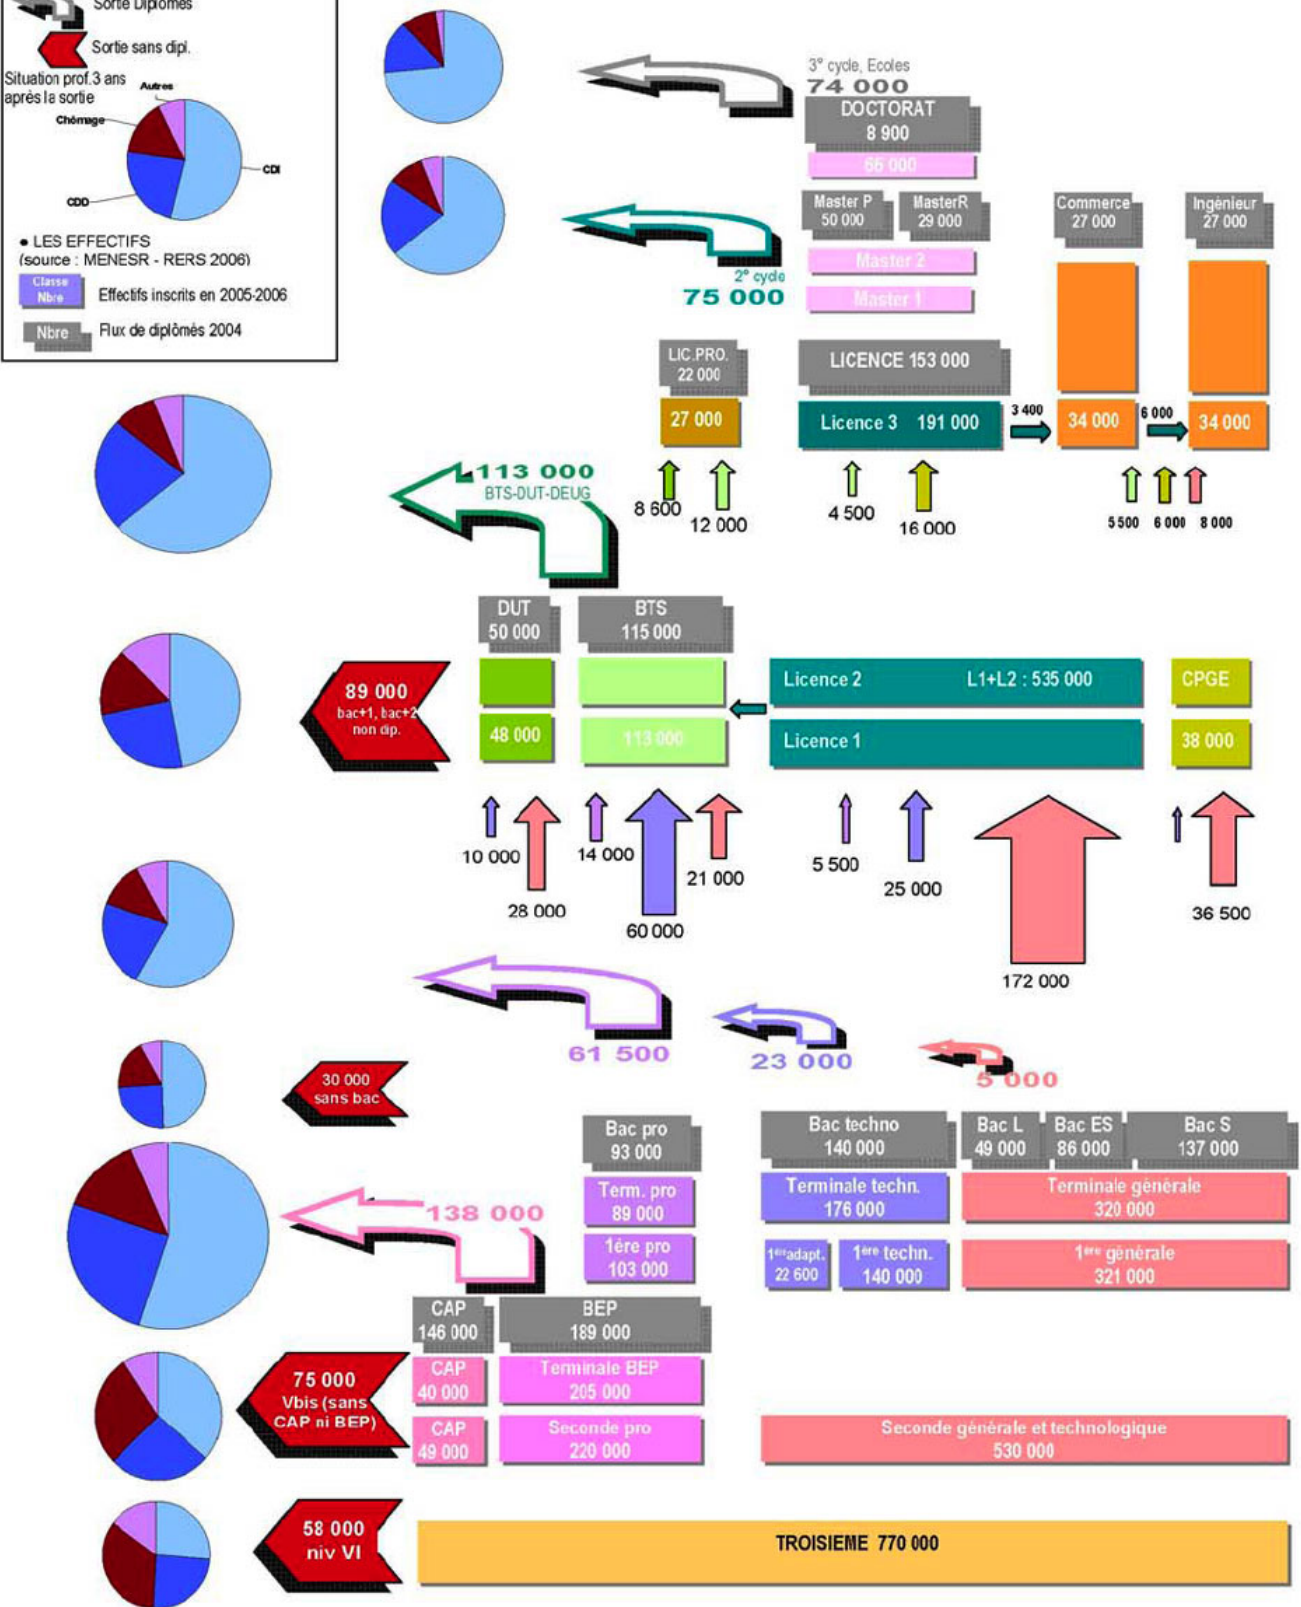 Sortie Diplômés
Sortie sans dipl.
Situation prof.3 ans
après la sortie
Autres
Chômage
CDI
CDD
● LES EFFECTIFS
(source : MENESR - RERS 2006)
Classe
Nbre
Effectifs inscrits en 2005-2006
Nbre
Flux de diplômés 2004
3° cycle, Ecoles
74 000
DOCTORAT
8 900
66 000
Master P
50 000
MasterR
29 000
Commerce
27 000
Ingénieur
27 000
Master 2
2° cycle
75 000
Master 1
LIC.PRO.
22 000
LICENCE 153 000
27 000
Licence 3 191 000
3 400
34 000
6 000
34 000
113 000
BTS-DUT-DEUG
8 600
12 000
4 500
16 000
5 500
6 000
8 000
DUT
50 000
BTS
115 000
89 000
bac+1, bac+2
non dip.
Licence 2 L1+L2 : 535 000
CPGE
48 000
113 000
Licence 1
38 000
10 000
28 000
14 000
60 000
21 000
5 500
25 000
172 000
36 500
61 500
23 000
5 000
30 000
sans bac
Bac pro
93 000
Bac techno
140 000
Bac L
49 000
Bac ES
86 000
Bac S
137 000
Term. pro
89 000
Terminale techn.
176 000
Terminale générale
320 000
138 000
1ére pro
103 000
1ère adapt.
22 600
1ère techn.
140 000
1ère générale
321 000
CAP
146 000
BEP
189 000
75 000
Vbis (sans
CAP ni BEP)
CAP
40 000
Terminale BEP
205 000
CAP
49 000
Seconde pro
220 000
Seconde générale et technologique
530 000
58 000
niv VI
TROISIEME 770 000